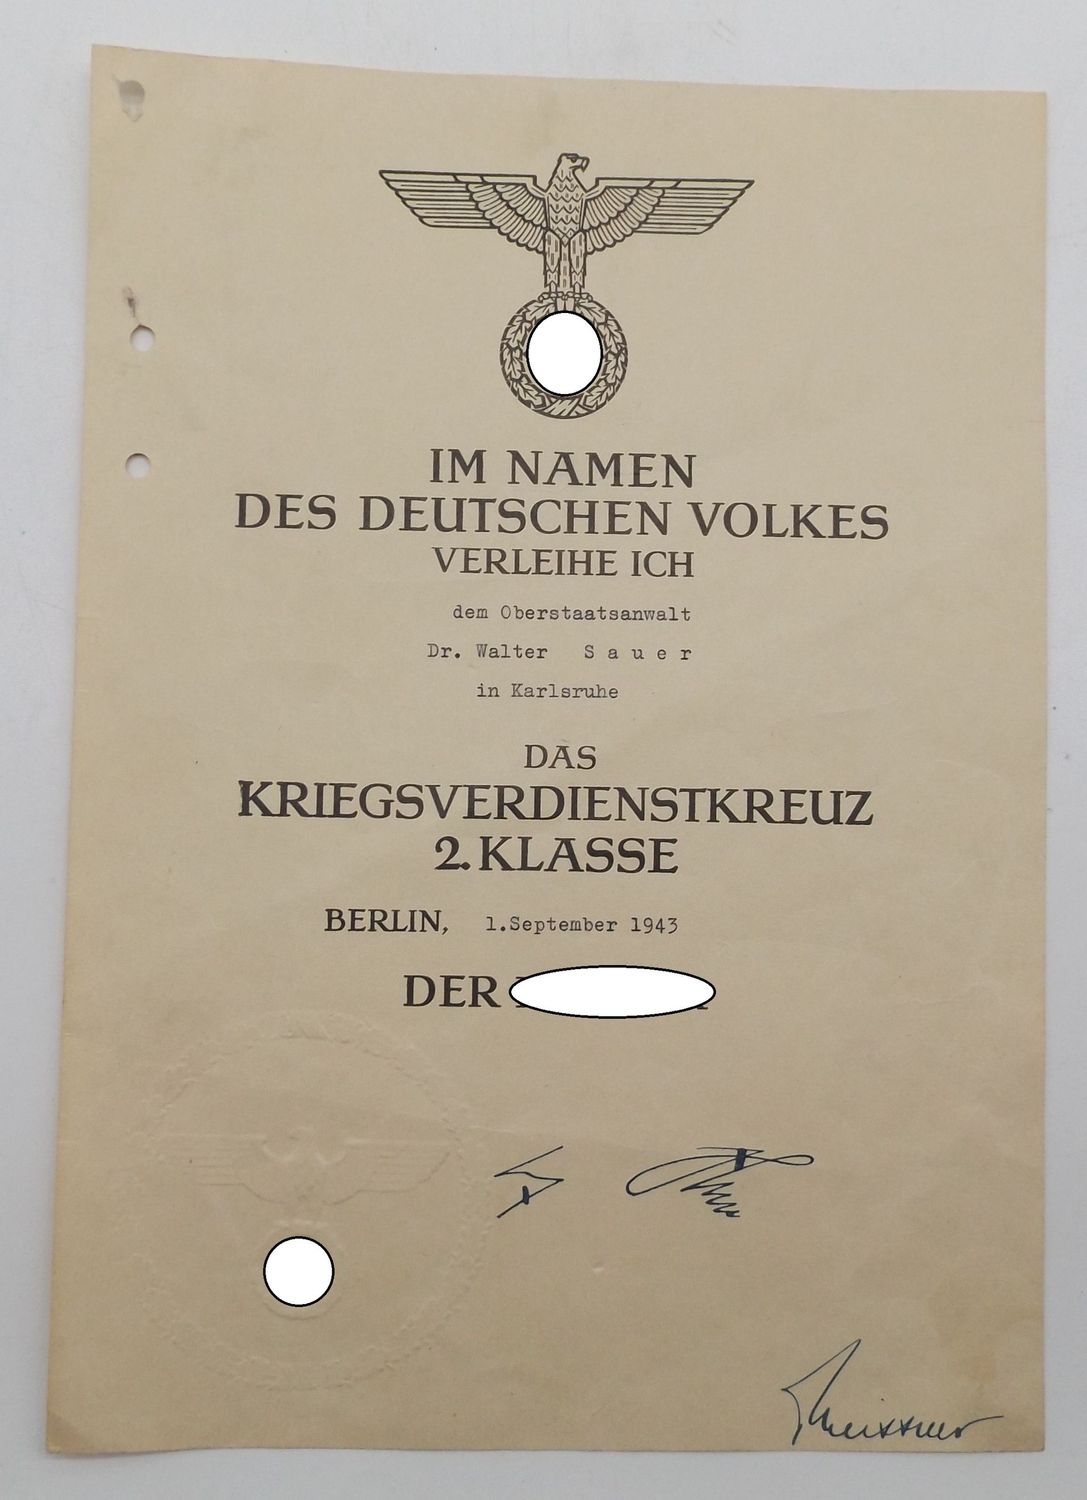 IM NAMEN
DES DEUTSCHEN VOLKES
VERLEIHE ICH
dem Oberstaatsanwalt
Dr. Walter S a u e r
in Karlsruhe
DAS
KRIEGSVERDIENSTKREUZ
2. KLASSE
BERLIN, 1.September 1943
DER
Meissner